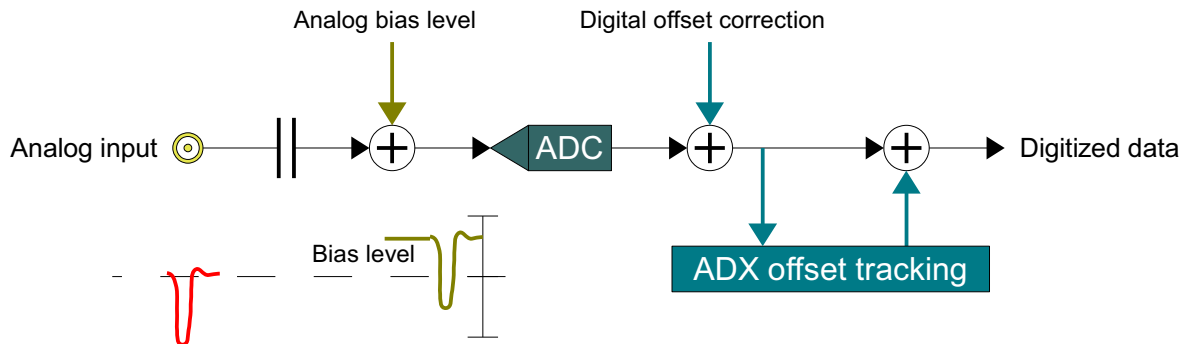 Analog bias level
Digital offset correction
Analog input
ADC
Digitized data
Bias level
ADX offset tracking